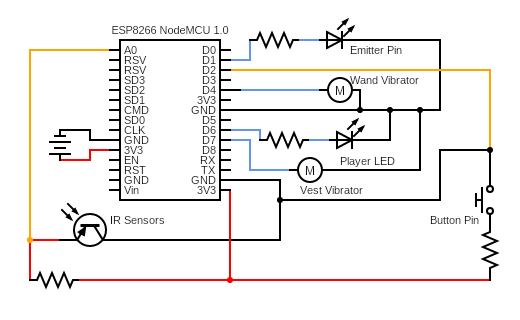 ESP8266 NodeMCU 1.0
A0 D0
RSV D1
RSV D2
SD3 D3
SD2 D4
SD1 3V3
CMD GND
SD0 D5
CLK D6
GND D7
3V3 D8
EN RX
RST TX
GND GND
Vin 3V3
Emitter Pin
Wand Vibrator
M
Player LED
M
Vest Vibrator
IR Sensors
Button Pin